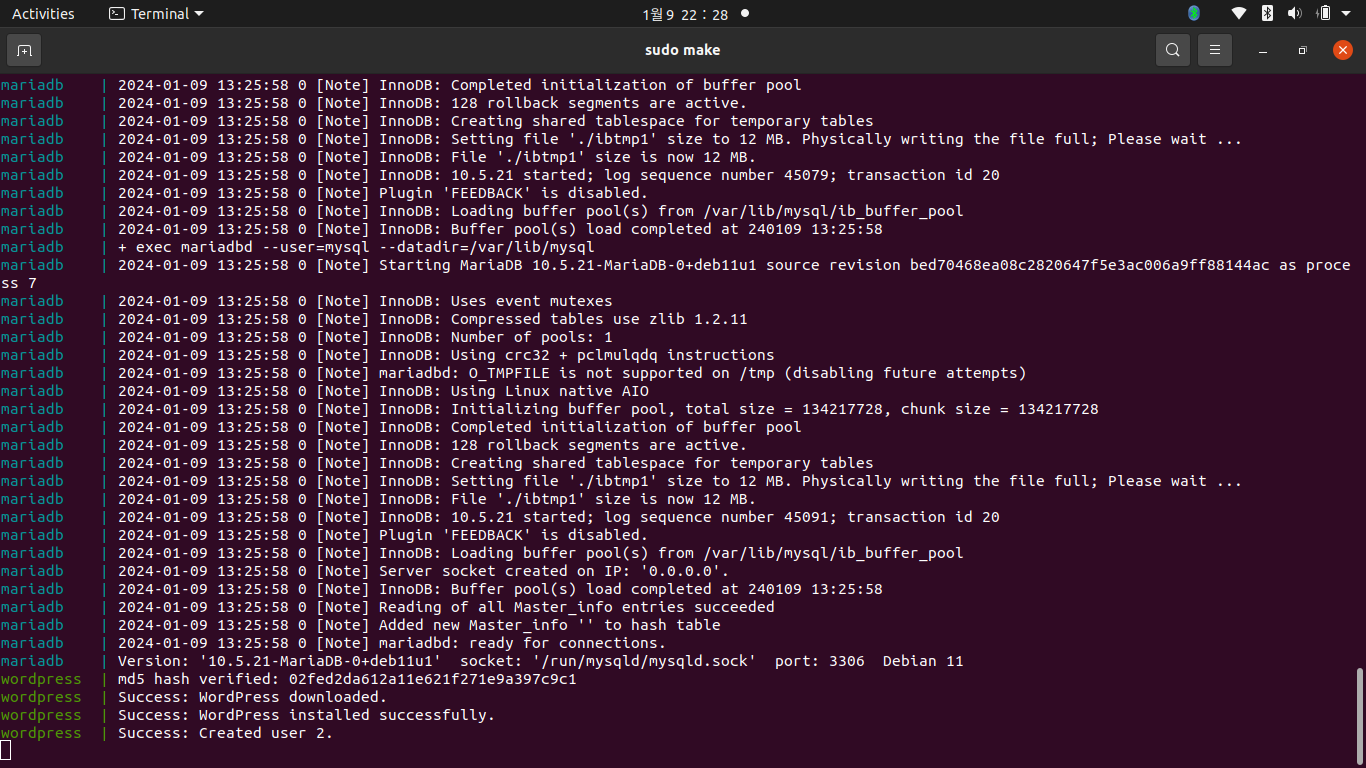 Activities Terminal 1월 9 22 : 28
sudo make
mariadb | 2024-01-09 13:25:58 0 [Note] InnoDB: Completed initialization of buffer pool
mariadb | 2024-01-09 13:25:58 0 [Note] InnoDB: 128 rollback segments are active.
mariadb | 2024-01-09 13:25:58 0 [Note] InnoDB: Creating shared tablespace for temporary tables
mariadb | 2024-01-09 13:25:58 0 [Note] InnoDB: Setting file './ibtmp1' size to 12 MB. Physically writing the file full; Please wait ...
mariadb | 2024-01-09 13:25:58 0 [Note] InnoDB: File './ibtmp1' size is now 12 MB.
mariadb | 2024-01-09 13:25:58 0 [Note] InnoDB: 10.5.21 started; log sequence number 45079; transaction id 20
mariadb | 2024-01-09 13:25:58 0 [Note] Plugin 'FEEDBACK' is disabled.
mariadb | 2024-01-09 13:25:58 0 [Note] InnoDB: Loading buffer pool(s) from /var/lib/mysql/ib_buffer_pool
mariadb | 2024-01-09 13:25:58 0 [Note] InnoDB: Buffer pool(s) load completed at 240109 13:25:58
mariadb | + exec mariadbd --user=mysql --datadir=/var/lib/mysql
mariadb | 2024-01-09 13:25:58 0 [Note] Starting MariaDB 10.5.21-MariaDB-0+deb11u1 source revision bed70468ea08c2820647f5e3ac006a9ff88144ac as proce
ss 7
mariadb | 2024-01-09 13:25:58 0 [Note] InnoDB: Uses event mutexes
mariadb | 2024-01-09 13:25:58 0 [Note] InnoDB: Compressed tables use zlib 1.2.11
mariadb | 2024-01-09 13:25:58 0 [Note] InnoDB: Number of pools: 1
mariadb | 2024-01-09 13:25:58 0 [Note] InnoDB: Using crc32 + pclmulqdq instructions
mariadb | 2024-01-09 13:25:58 0 [Note] mariadbd: O_TMPFILE is not supported on /tmp (disabling future attempts)
mariadb | 2024-01-09 13:25:58 0 [Note] InnoDB: Using Linux native AIO
mariadb | 2024-01-09 13:25:58 0 [Note] InnoDB: Initializing buffer pool, total size = 134217728, chunk size = 134217728
mariadb | 2024-01-09 13:25:58 0 [Note] InnoDB: Completed initialization of buffer pool
mariadb | 2024-01-09 13:25:58 0 [Note] InnoDB: 128 rollback segments are active.
mariadb | 2024-01-09 13:25:58 0 [Note] InnoDB: Creating shared tablespace for temporary tables
mariadb | 2024-01-09 13:25:58 0 [Note] InnoDB: Setting file './ibtmp1' size to 12 MB. Physically writing the file full; Please wait ...
mariadb | 2024-01-09 13:25:58 0 [Note] InnoDB: File './ibtmp1' size is now 12 MB.
mariadb | 2024-01-09 13:25:58 0 [Note] InnoDB: 10.5.21 started; log sequence number 45091; transaction id 20
mariadb | 2024-01-09 13:25:58 0 [Note] Plugin 'FEEDBACK' is disabled.
mariadb | 2024-01-09 13:25:58 0 [Note] InnoDB: Loading buffer pool(s) from /var/lib/mysql/ib_buffer_pool
mariadb | 2024-01-09 13:25:58 0 [Note] Server socket created on IP: '0.0.0.0'.
mariadb | 2024-01-09 13:25:58 0 [Note] InnoDB: Buffer pool(s) load completed at 240109 13:25:58
mariadb | 2024-01-09 13:25:58 0 [Note] Reading of all Master_info entries succeeded
mariadb | 2024-01-09 13:25:58 0 [Note] Added new Master_info '' to hash table
mariadb | 2024-01-09 13:25:58 0 [Note] mariadbd: ready for connections.
mariadb | Version: '10.5.21-MariaDB-0+deb11u1' socket: '/run/mysqld/mysqld.sock' port: 3306 Debian 11
wordpress | md5 hash verified: 02fed2da612a11e621f271e9a397c9c1
wordpress | Success: WordPress downloaded.
wordpress | Success: WordPress installed successfully.
wordpress | Success: Created user 2.